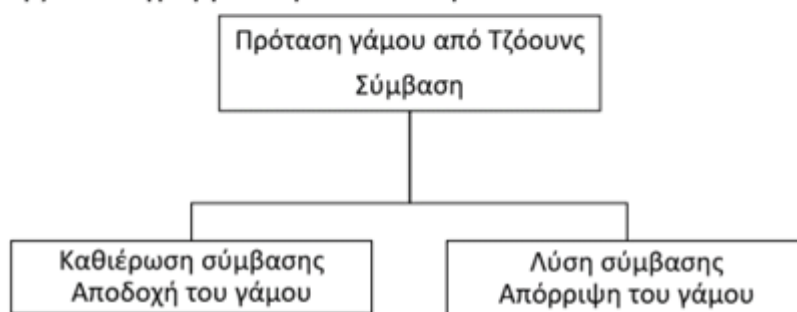 Πρόταση γάμου από Τζόουνς
Σύμβαση
Καθιέρωση σύμβασης
Αποδοχή του γάμου
Λύση σύμβασης
Απόρριψη του γάμου